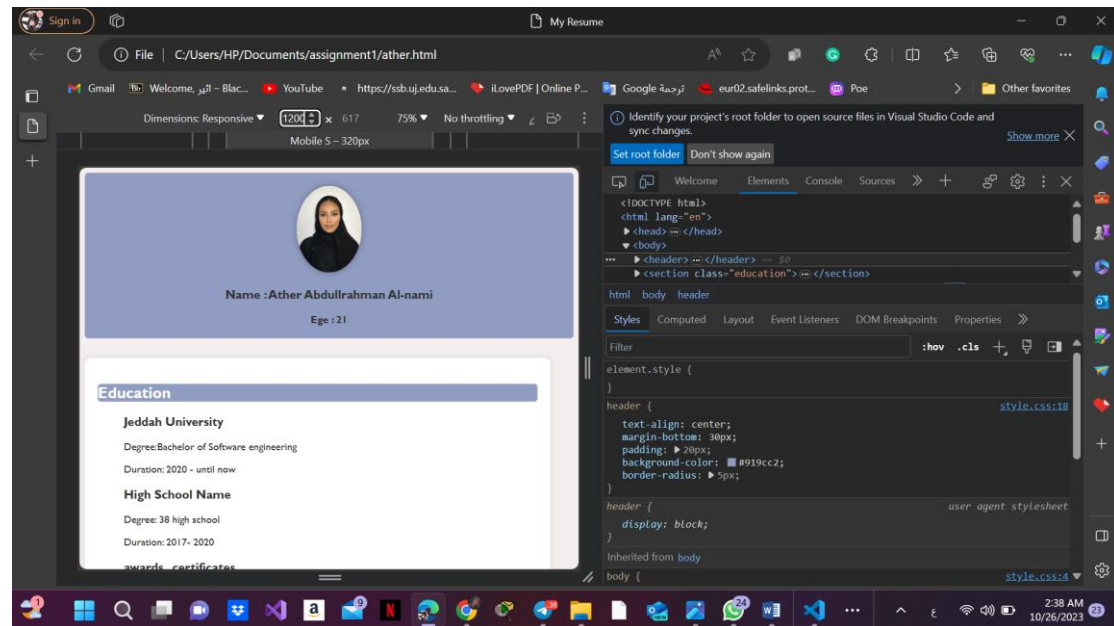 Sign in
My Resume
File | C:/Users/HP/Documents/assignment1/ather.html
Gmail Welcome, أثير – Blac... YouTube https://ssb.uj.edu.sa... iLovePDF | Online P... ترجمة Google eur02.safelinks.prot... Poe Other favorites
Dimensions: Responsive 1200 x 617 75% No throttling
Mobile S – 320px
Name :Ather Abdullrahman Al-nami
Ege : 21
Education
Jeddah University
Degree:Bachelor of Software engineering
Duration: 2020 - until now
High School Name
Degree: 38 high school
Duration: 2017- 2020
awards certificates
Identify your project's root folder to open source files in Visual Studio Code and
sync changes.
Show more
Set root folder Don't show again
Welcome Elements Console Sources
<!DOCTYPE html>
<html lang="en">
<head> </head>
<body>
<header> </header> == $0
<section class="education"> </section>
html body header
Styles Computed Layout Event Listeners DOM Breakpoints Properties
Filter :hov .cls
element.style {
}
header { style.css:18
text-align: center;
margin-bottom: 30px;
padding: 20px;
background-color: #919cc2;
border-radius: 5px;
}
header { user agent stylesheet
display: block;
}
Inherited from body
body { style.css:4
ع
2:38 AM
10/26/2023
23